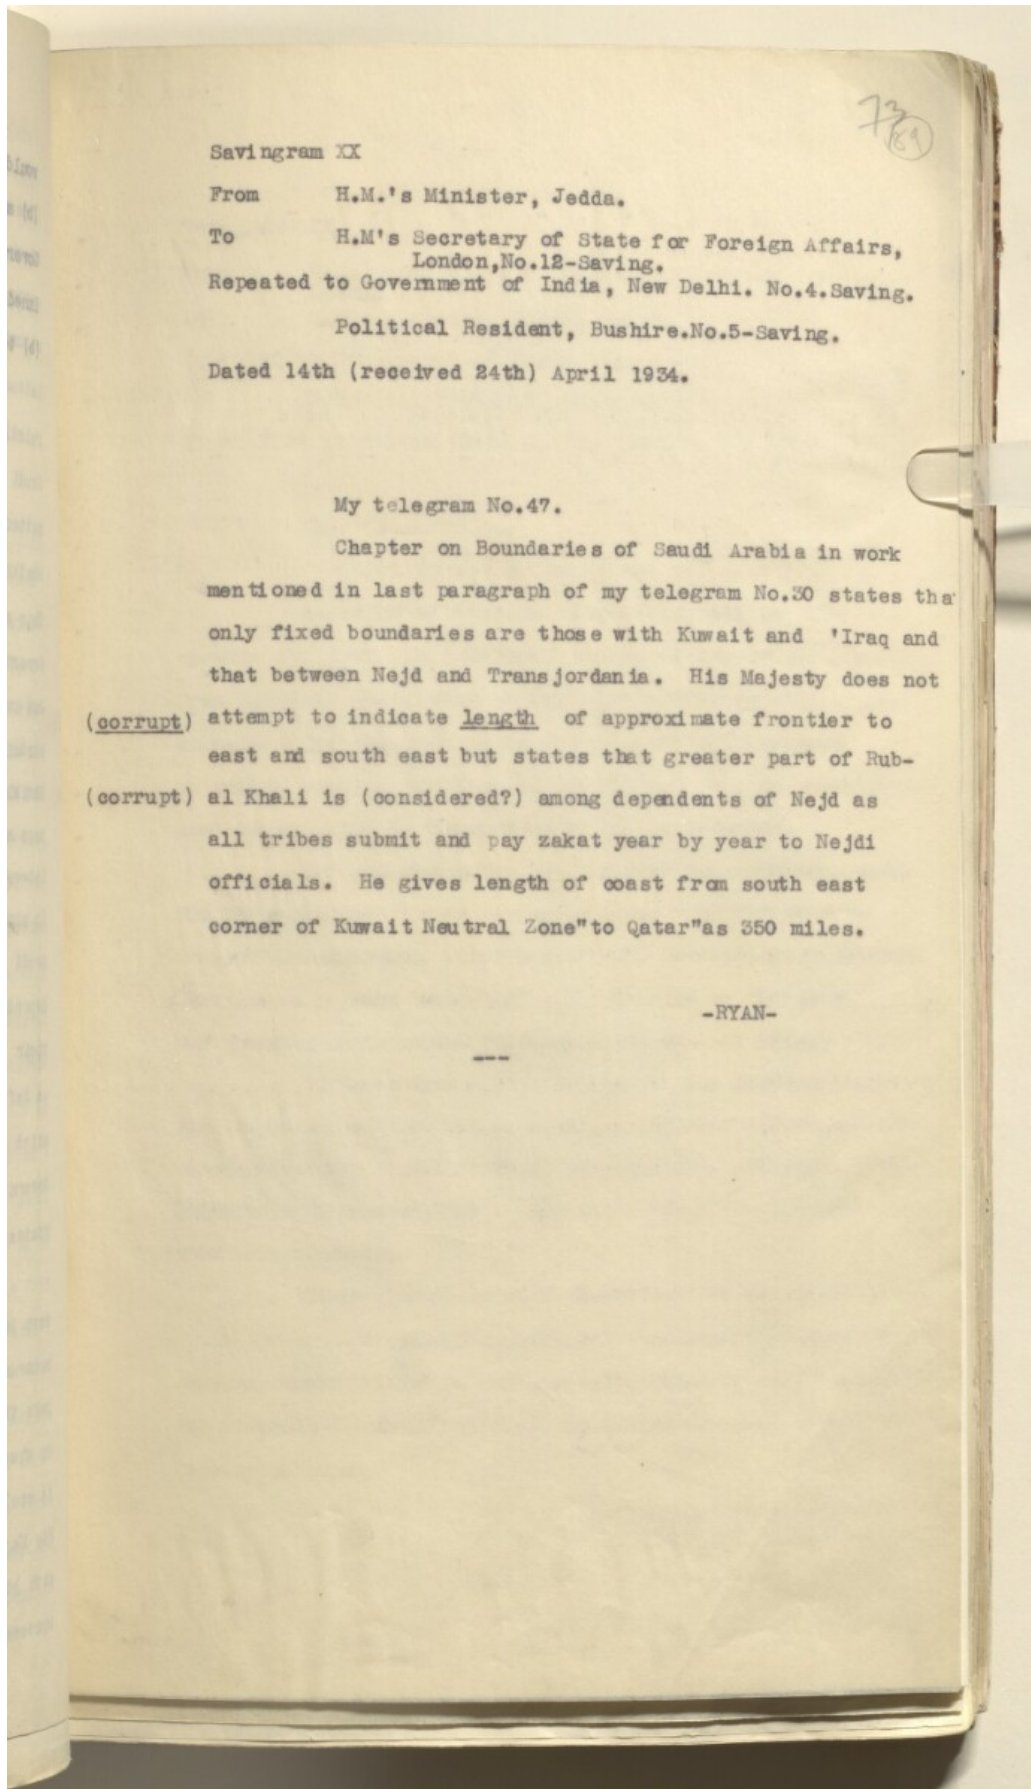 73
89
Savingram XX
From H.M.'s Minister, Jedda.
To H.M's Secretary of State for Foreign Affairs,
London,No.12-Saving.
Repeated to Government of India, New Delhi. No.4.Saving.
Political Resident, Bushire.No.5-Saving.
Dated 14th (received 24th) April 1934.
My telegram No.47.
Chapter on Boundaries of Saudi Arabia in work
mentioned in last paragraph of my telegram No.30 states tha
only fixed boundaries are those with Kuwait and 'Iraq and
that between Nejd and Transjordania. His Majesty does not
(corrupt) attempt to indicate length of approximate frontier to
east and south east but states that greater part of Rub-
(corrupt) al Khali is (considered?) among dependents of Nejd as
all tribes submit and pay zakat year by year to Nejdi
officials. He gives length of coast from south east
corner of Kuwait Neutral Zone"to Qatar"as 350 miles.
-RYAN-
---